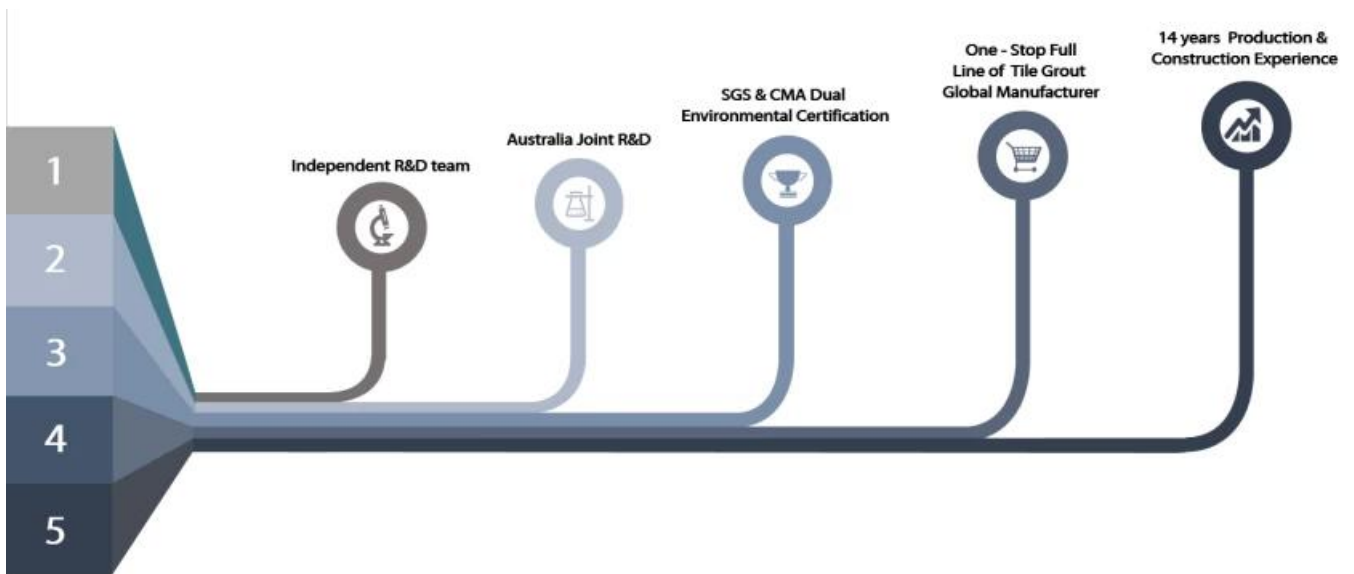 1
2
3
4
5
Independent R&D team
Australia Joint R&D
SGS & CMA Dual
Environmental Certification
One - Stop Full
Line of Tile Grout
Global Manufacturer
14 years Production &
Construction Experience